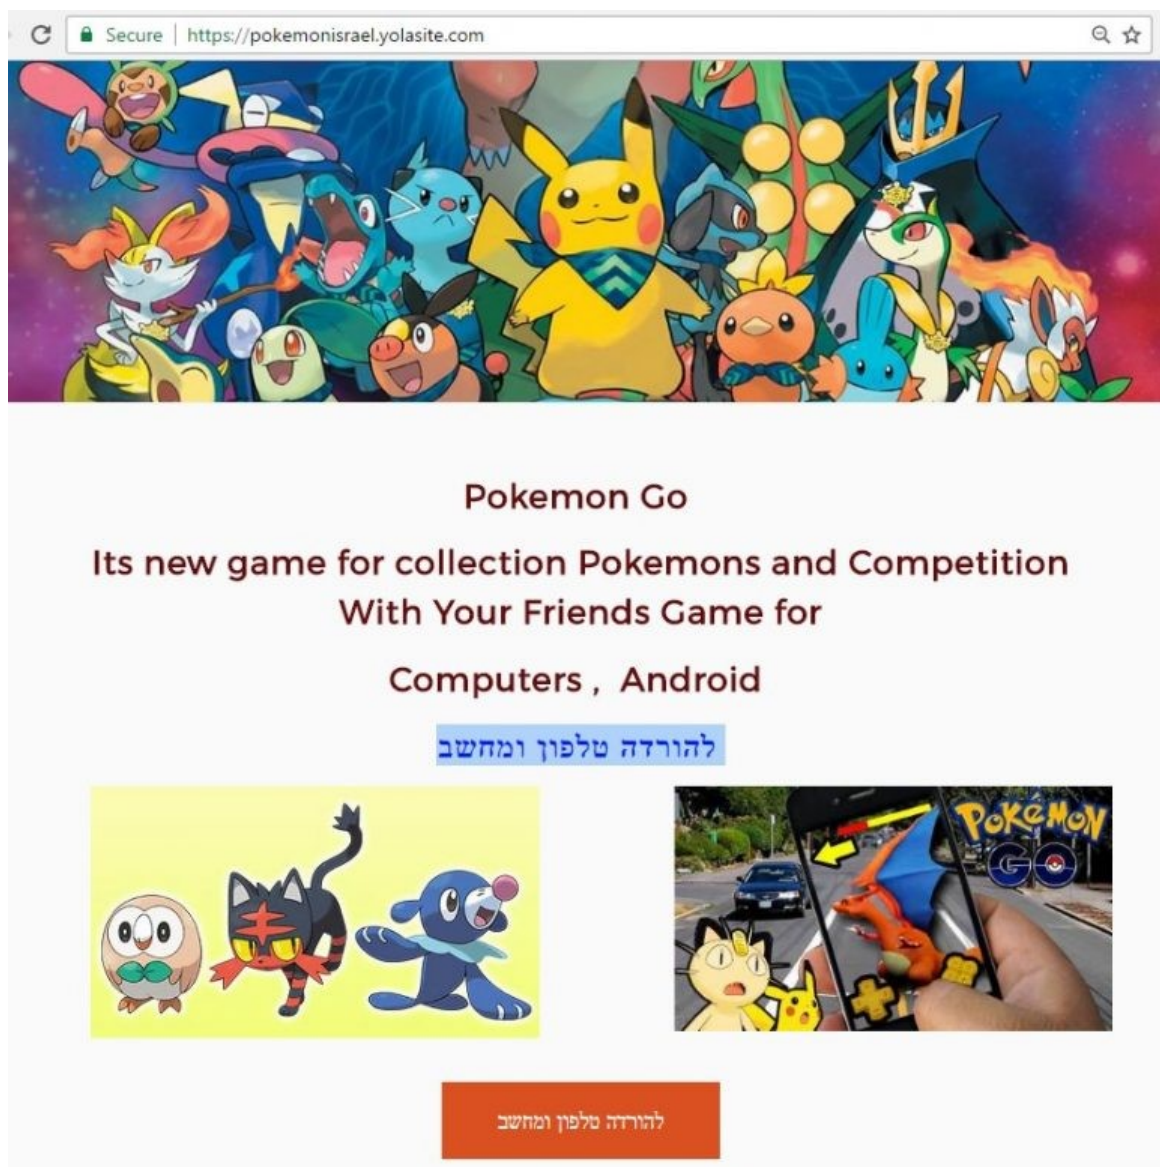 Secure | https://pokemonisrael.yolasite.com
Pokemon Go
Its new game for collection Pokemons and Competition
With Your Friends Game for
Computers , Android
להורדה טלפון ומחשב
POKÉMON
GO
להורדה טלפון ומחשב